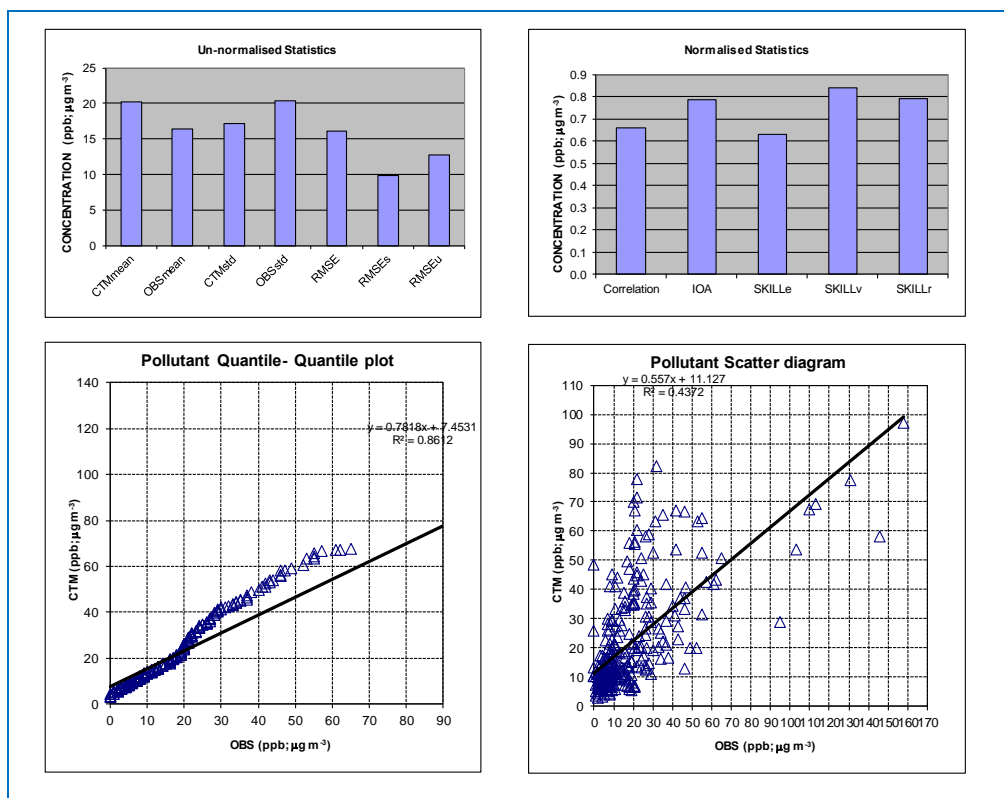 Un-normalised Statistics
CONCENTRATION (ppb; µg m-3)
25
20
15
10
5
0
CTMmean
OBSmean
CTMstd
OBSstd
RMSE
RMSEs
RMSEu
Normalised Statistics
CONCENTRATION (ppb; µg m-3)
0.9
0.8
0.7
0.6
0.5
0.4
0.3
0.2
0.1
0.0
Correlation IOA SKILLe SKILLv SKILLr
Pollutant Quantile- Quantile plot
y = 0.7818x + 7.4531
R² = 0.8612
CTM (ppb; µg m-3)
140
120
100
80
60
40
20
0
0 10 20 30 40 50 60 70 80 90
OBS (ppb; µg m-3)
Pollutant Scatter diagram
y = 0.557x + 11.127
R² = 0.4372
CTM (ppb; µg m-3)
110
100
90
80
70
60
50
40
30
20
10
0
0 10 20 30 40 50 60 70 80 90 100 110 120 130 140 150 160 170
OBS (ppb; µg m-3)